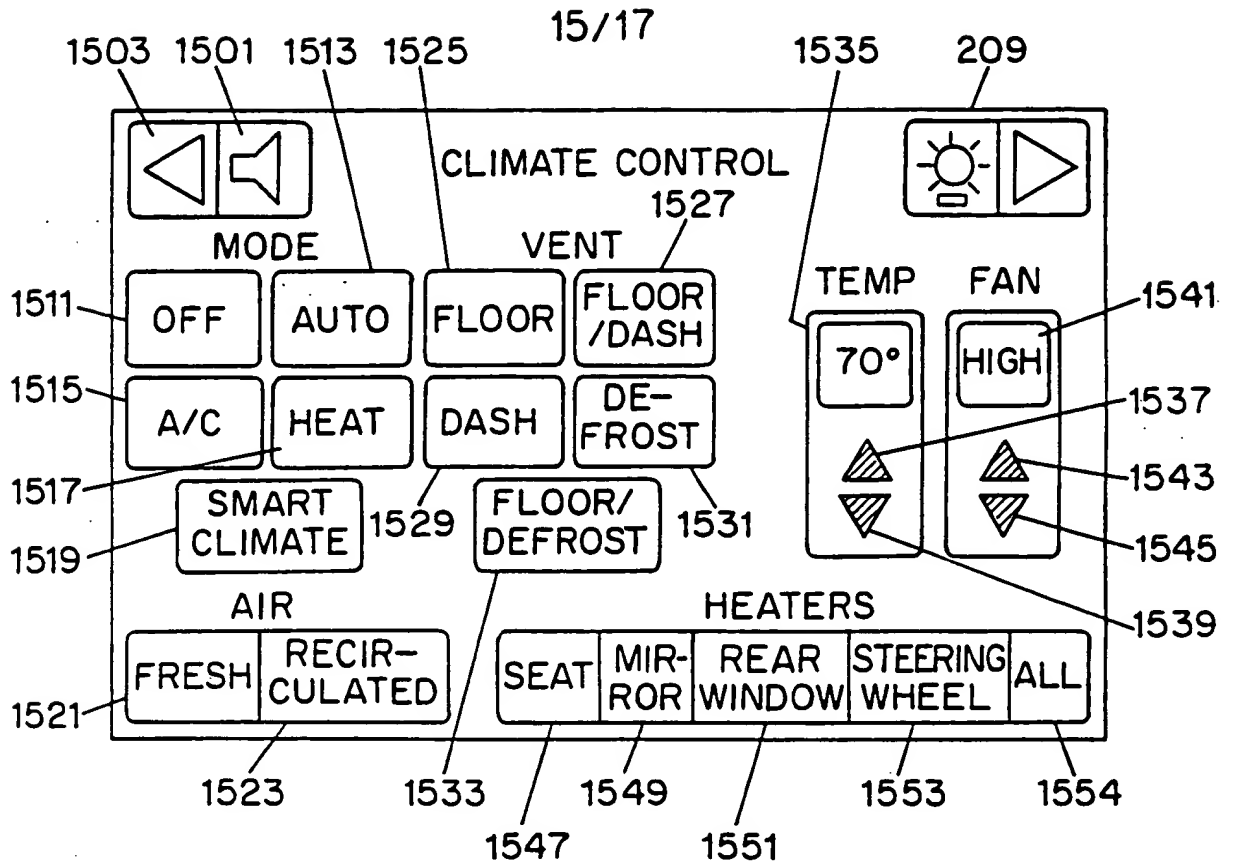 15/17
1503 1501 1513 1525 1535 209
CLIMATE CONTROL
1527
MODE VENT
TEMP FAN
1511 OFF AUTO FLOOR FLOOR
/DASH
70° HIGH 1541
1515 A/C HEAT DASH DE-
FROST
1537
1517
1543
1519 SMART
CLIMATE
1529 FLOOR/
DEFROST
1531
1545
AIR HEATERS
1539
FRESH RECIR-
CULATED
SEAT MIR-
ROR
REAR
WINDOW
STEERING
WHEEL
ALL
1521
1523 1533 1549 1553 1554
1547 1551